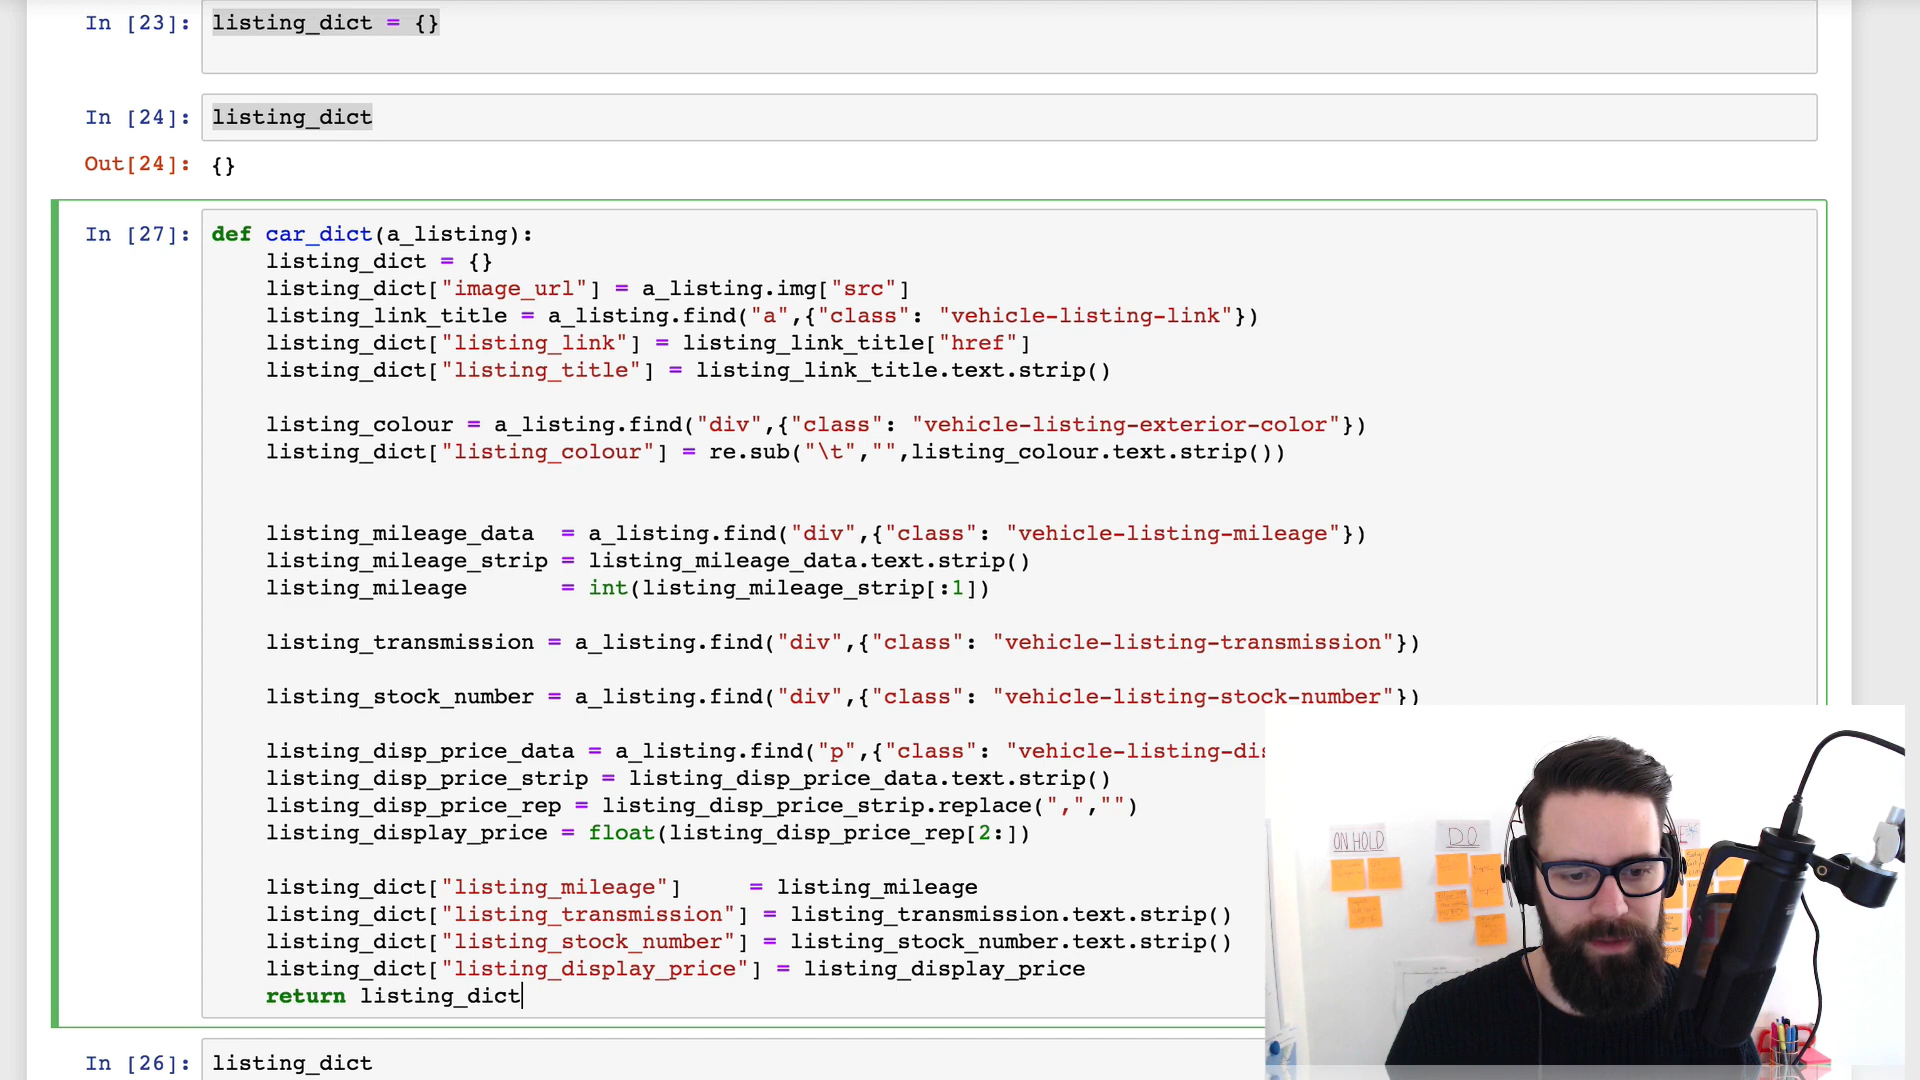 In [23]: listing_dict = {}
In [24]: listing_dict
Out[24]: {}
In [27]: def car_dict(a_listing):
listing_dict = {}
listing_dict["image_url"] = a_listing.img["src"]
listing_link_title = a_listing.find("a",{"class": "vehicle-listing-link"})
listing_dict["listing_link"] = listing_link_title["href"]
listing_dict["listing_title"] = listing_link_title.text.strip()
listing_colour = a_listing.find("div",{"class": "vehicle-listing-exterior-color"})
listing_dict["listing_colour"] = re.sub("\t","",listing_colour.text.strip())
listing_mileage_data = a_listing.find("div",{"class": "vehicle-listing-mileage"})
listing_mileage_strip = listing_mileage_data.text.strip()
listing_mileage = int(listing_mileage_strip[:1])
listing_transmission = a_listing.find("div",{"class": "vehicle-listing-transmission"})
listing_stock_number = a_listing.find("div",{"class": "vehicle-listing-stock-number"})
listing_disp_price_data = a_listing.find("p",{"class": "vehicle-listing-dis
listing_disp_price_strip = listing_disp_price_data.text.strip()
listing_disp_price_rep = listing_disp_price_strip.replace(",","")
listing_display_price = float(listing_disp_price_rep[2:])
listing_dict["listing_mileage"] = listing_mileage
listing_dict["listing_transmission"] = listing_transmission.text.strip()
listing_dict["listing_stock_number"] = listing_stock_number.text.strip()
listing_dict["listing_display_price"] = listing_display_price
return listing_dict
In [26]: listing_dict
ON HOLD
DO